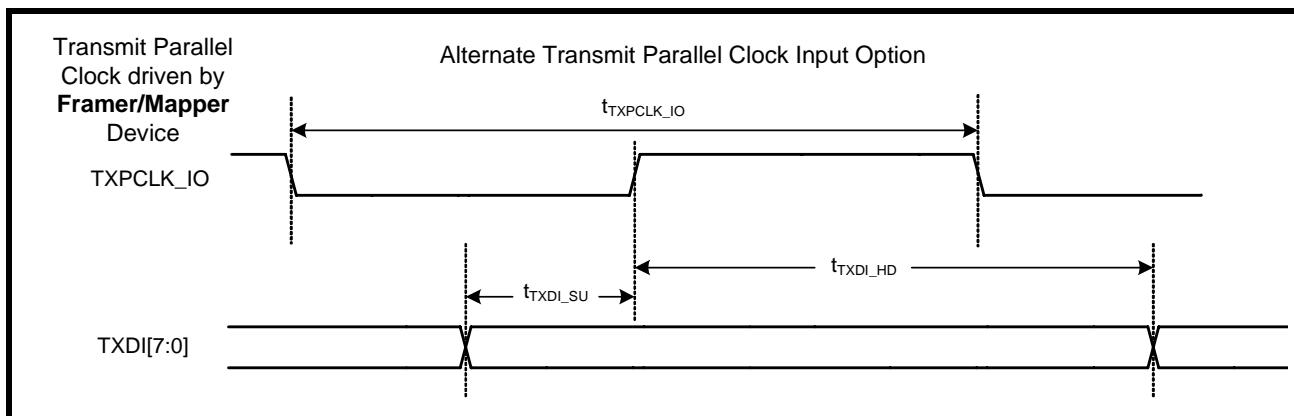 Transmit Parallel
Clock driven by
Framer/Mapper
Device
Alternate Transmit Parallel Clock Input Option
tTXPCLK_IO
TXPCLK_IO
tTXDI_SU
tTXDI_HD
TXDI[7:0]